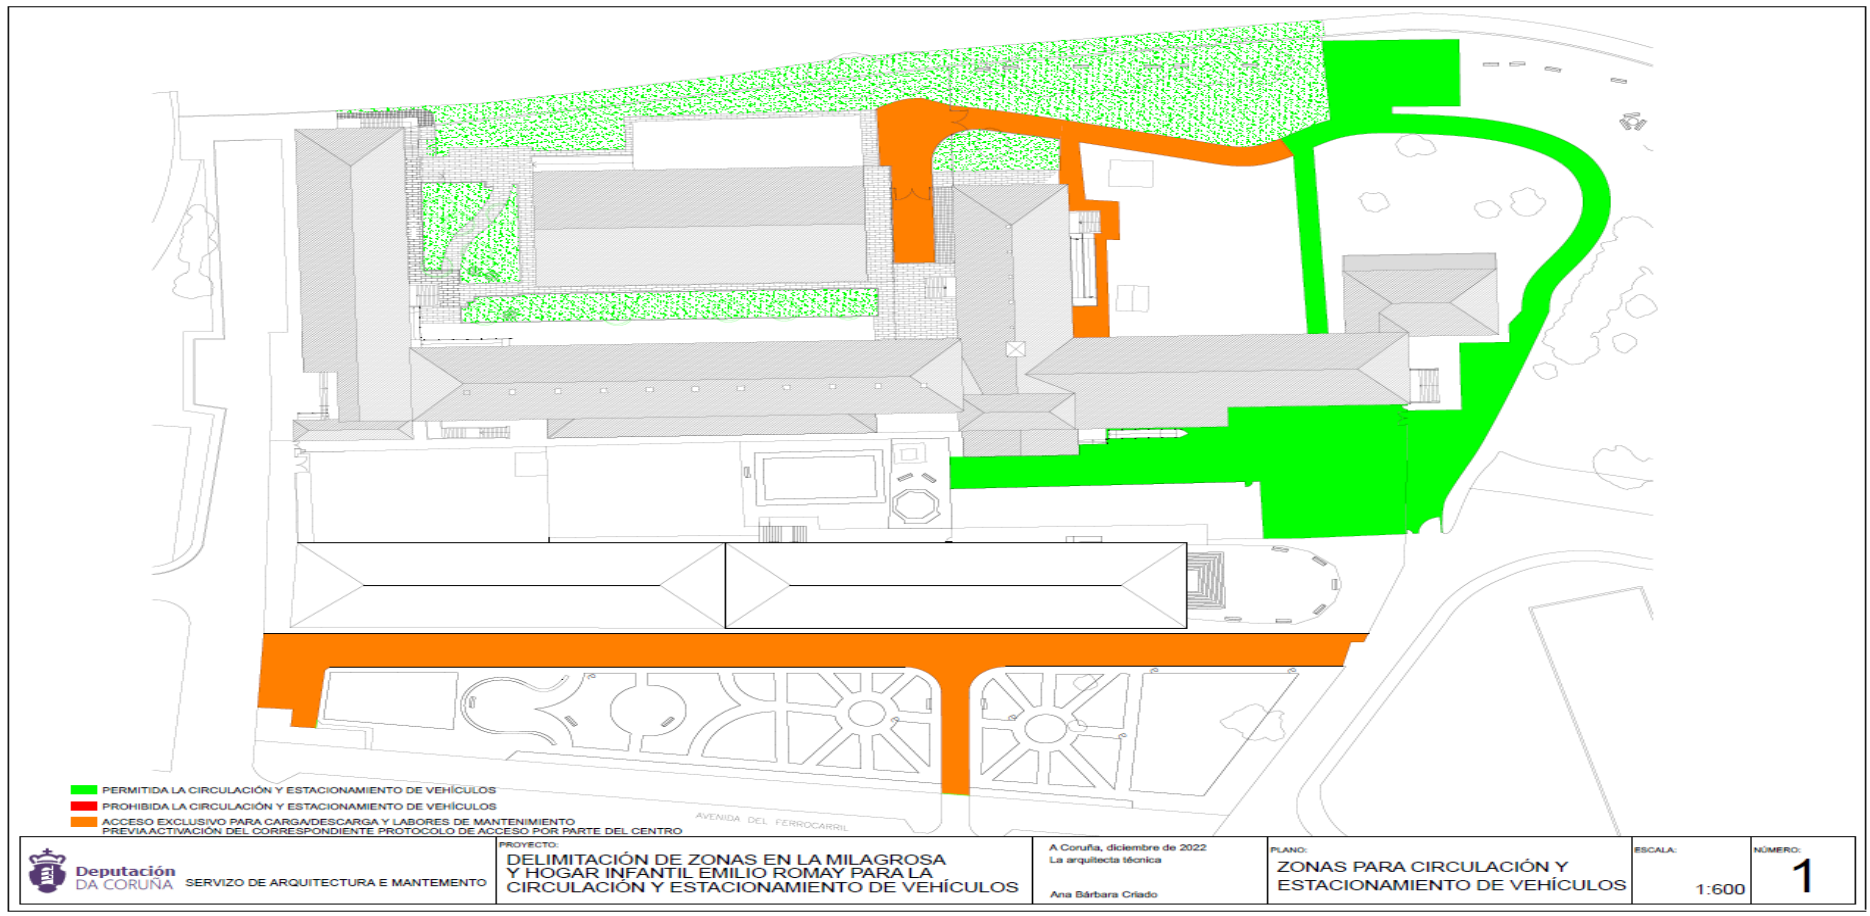 PERMITIDA LA CIRCULACIÓN Y ESTACIONAMIENTO DE VEHÍCULOS
PROHIBIDA LA CIRCULACIÓN Y ESTACIONAMIENTO DE VEHÍCULOS
ACCESO EXCLUSIVO PARA CARGA/DESCARGA Y LABORES DE MANTENIMIENTO
PREVIA ACTIVACIÓN DEL CORRESPONDIENTE PROTOCOLO DE ACCESO POR PARTE DEL CENTRO
AVENIDA DEL FERROCARRIL
Deputación
DA CORUÑA
SERVIZO DE ARQUITECTURA E MANTEMENTO
PROYECTO:
DELIMITACIÓN DE ZONAS EN LA MILAGROSA
Y HOGAR INFANTIL EMILIO ROMAY PARA LA
CIRCULACIÓN Y ESTACIONAMIENTO DE VEHÍCULOS
A Coruña, diciembre de 2022
La arquitecta técnica
Ana Bárbara Criado
PLANO:
ZONAS PARA CIRCULACIÓN Y
ESTACIONAMIENTO DE VEHÍCULOS
ESCALA:
1:600
NÚMERO:
1